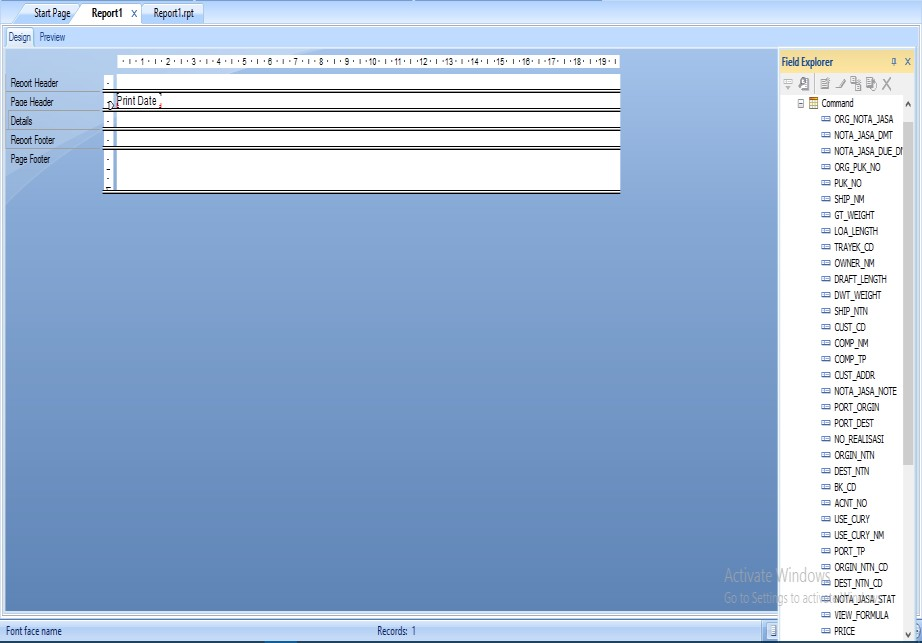 Start Page
Report1 X
Report1.rpt
Design
Preview
1 2 3 4 5 6 7 8 9 10 11 12 13 14 15 16 17 18 19
Report Header
Page Header
Print Date
Details
Report Footer
Page Footer
Field Explorer
Command
ORG_NOTA_JASA
NOTA_JASA_DMT
NOTA_JASA_DUE_D
ORG_PUK_NO
PUK_NO
SHIP_NM
GT_WEIGHT
LOA_LENGTH
TRAYEK_CD
OWNER_NM
DRAFT_LENGTH
DWT_WEIGHT
SHIP_NTN
CUST_CD
COMP_NM
COMP_TP
CUST_ADDR
NOTA_JASA_NOTE
PORT_ORGIN
PORT_DEST
NO_REALISASI
ORGIN_NTN
DEST_NTN
BK_CD
ACNT_NO
USE_CURY
USE_CURY_NM
PORT_TP
ORGIN_NTN_CD
DEST_NTN_CD
NOTA_JASA_STAT
VIEW_FORMULA
PRICE
Activate Windows
Go to Settings to activate
Font face name
Records: 1